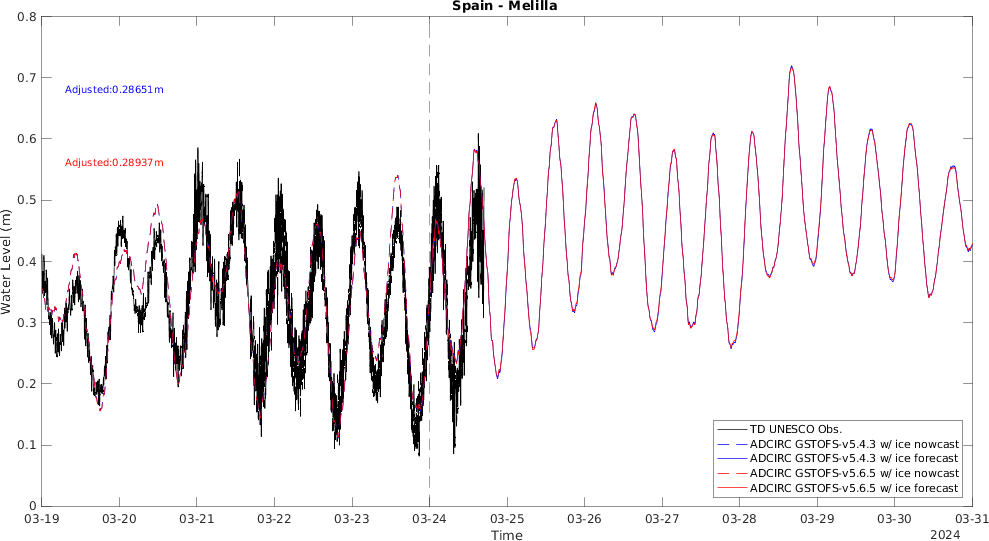 Spain - Melilla
0.8
0.7
0.6
0.5
0.4
0.3
0.2
0.1
0
Water Level (m)
Adjusted:0.28651m
Adjusted:0.28937m
TD UNESCO Obs.
ADCIRC GSTOFS-v5.4.3 w/ ice nowcast
ADCIRC GSTOFS-v5.4.3 w/ ice forecast
ADCIRC GSTOFS-v5.6.5 w/ ice nowcast
ADCIRC GSTOFS-v5.6.5 w/ ice forecast
03-19 03-20 03-21 03-22 03-23 03-24 03-25 03-26 03-27 03-28 03-29 03-30 03-31
Time
2024